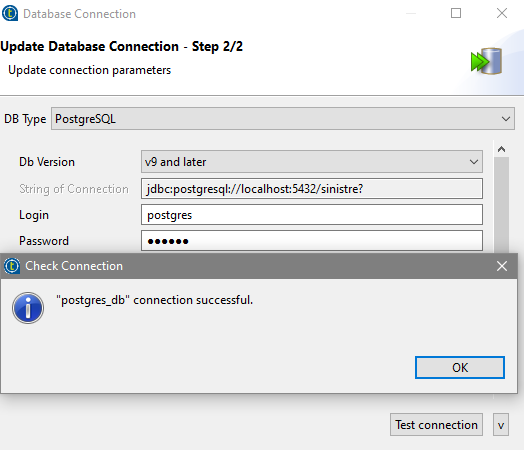 Database Connection
Update Database Connection - Step 2/2
Update connection parameters
DB Type PostgreSQL
Db Version v9 and later
String of Connection jdbc:postgresql://localhost:5432/sinistre?
Login postgres
Password ●●●●●●
Check Connection
"postgres_db" connection successful.
OK
Test connection v